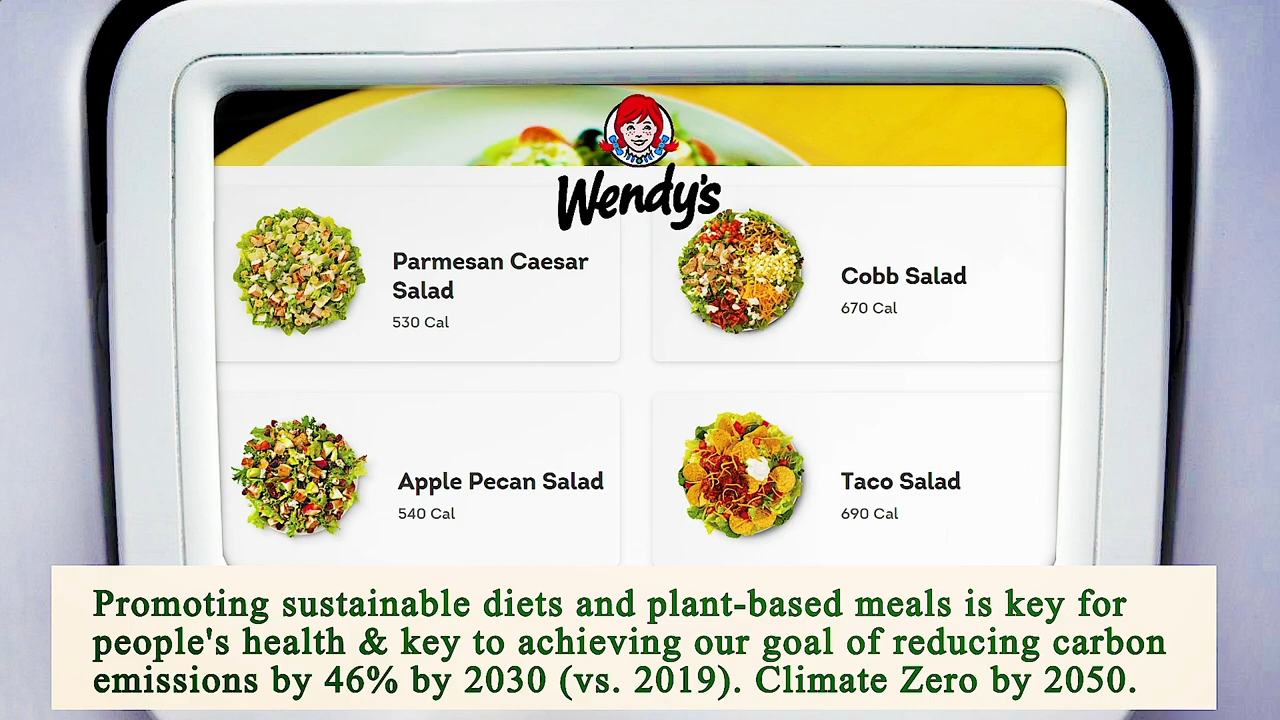 Wendy's
Parmesan Caesar
Salad
530 Cal
Cobb Salad
670 Cal
Apple Pecan Salad
540 Cal
Taco Salad
690 Cal
Promoting sustainable diets and plant-based meals is key for
people's health & key to achieving our goal of reducing carbon
emissions by 46% by 2030 (vs. 2019). Climate Zero by 2050.